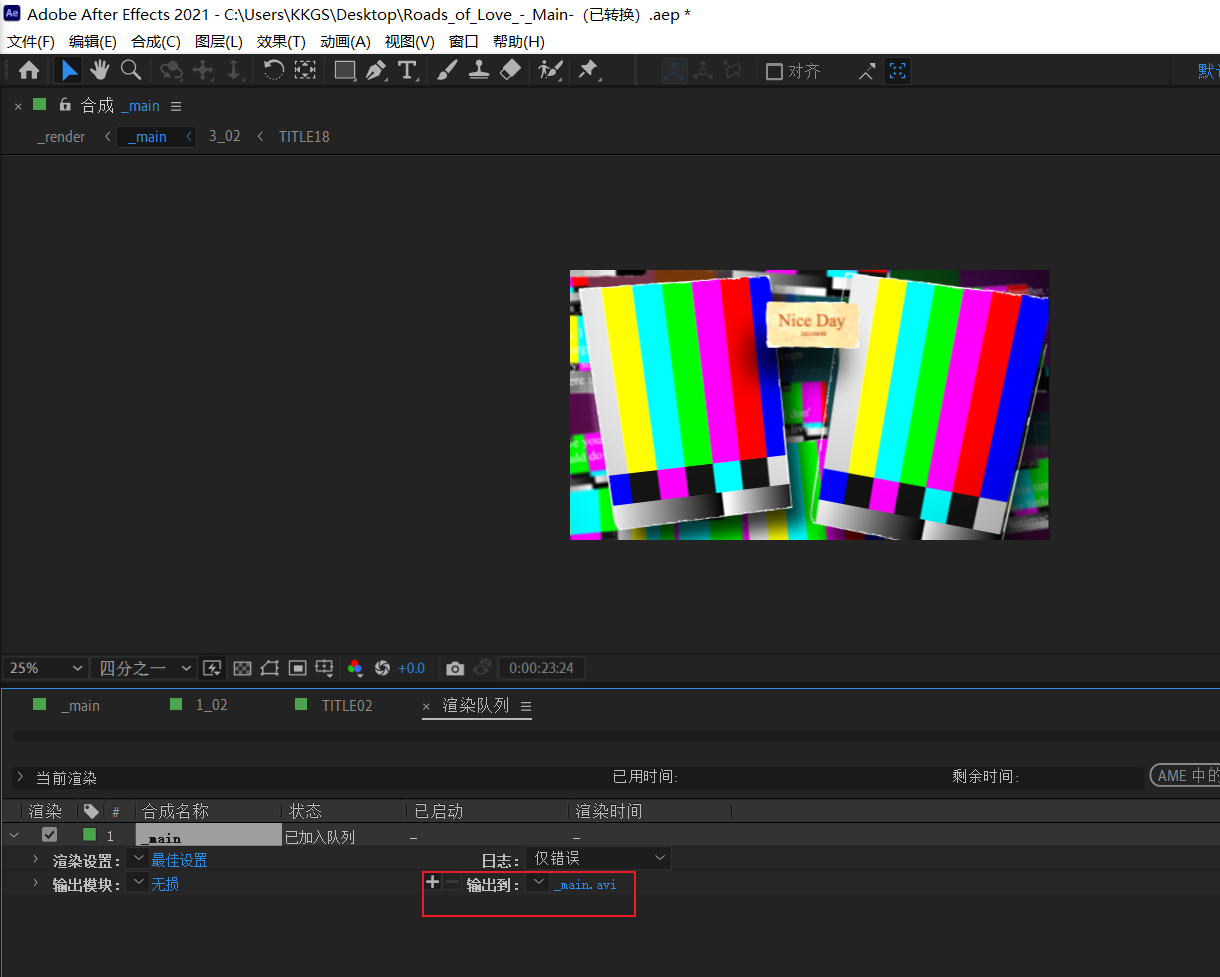 Ae Adobe After Effects 2021 - C:\Users\KKGS\Desktop\Roads_of_Love_-_Main-（已转换）.aep *
文件(F) 编辑(E) 合成(C) 图层(L) 效果(T) 动画(A) 视图(V) 窗口 帮助(H)
对齐 默
× 合成 _main ≡
_render < _main < 3_02 < TITLE18
Nice Day
25% 四分之一 +0.0 0:00:23:24
_main 1_02 TITLE02 × 渲染队列 ≡
> 当前渲染 已用时间: 剩余时间: AME 中的
渲染 # 合成名称 状态 已启动 渲染时间
1 _main 已加入队列 – –
渲染设置: 最佳设置 日志: 仅错误
输出模块: 无损 + – 输出到: _main.avi